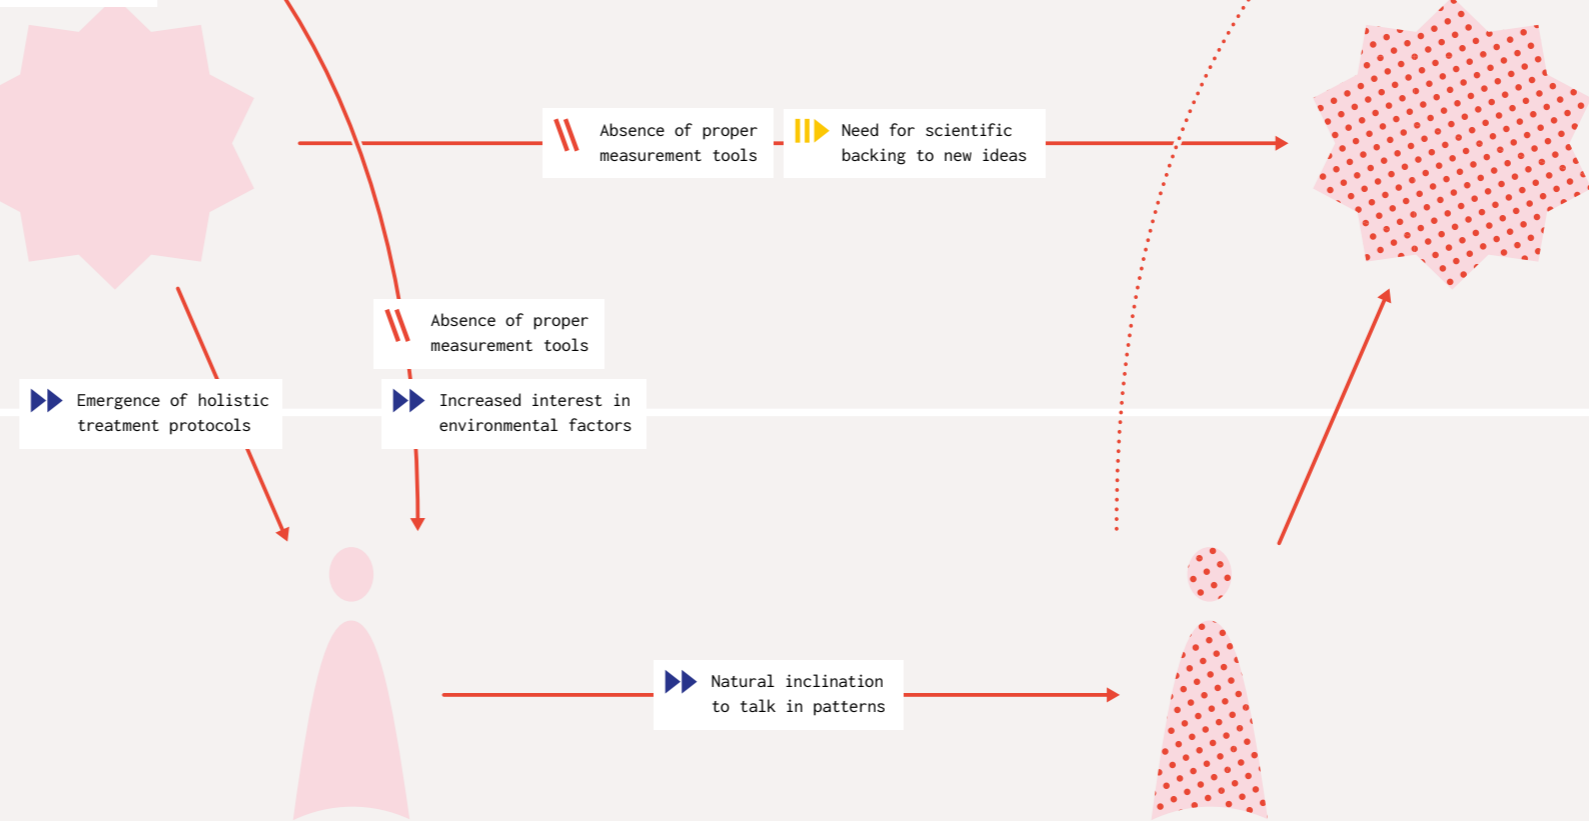 Absence of proper
measurement tools
Need for scientific
backing to new ideas
Absence of proper
measurement tools
Emergence of holistic
treatment protocols
Increased interest in
environmental factors
Natural inclination
to talk in patterns